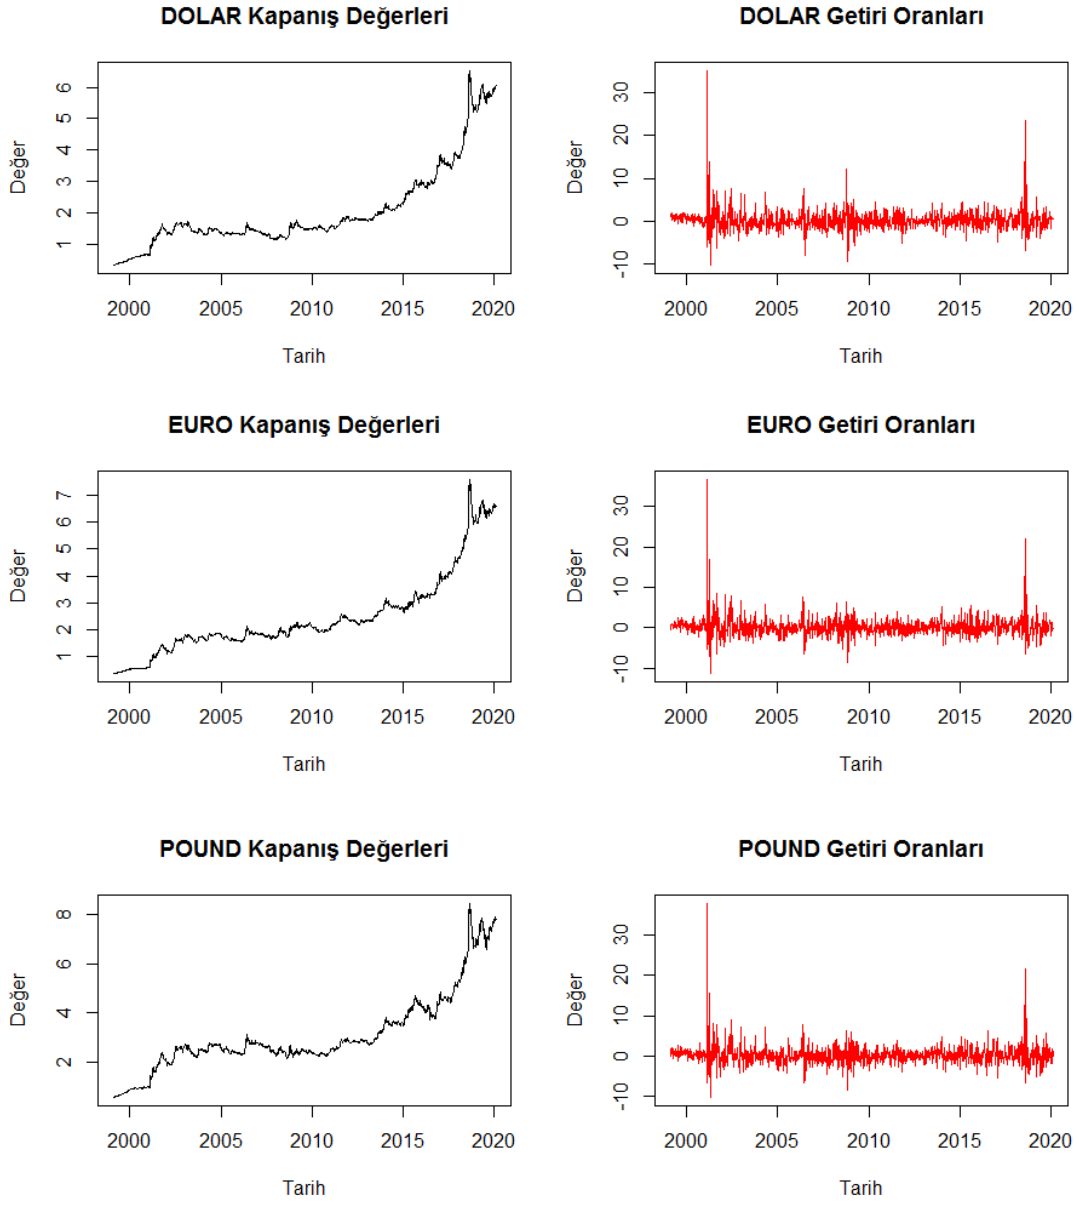 DOLAR Kapanış Değerleri
Değer
6
5
4
3
2
1
2000 2005 2010 2015 2020
Tarih
DOLAR Getiri Oranları
Değer
30
20
10
0
-10
2000 2005 2010 2015 2020
Tarih
EURO Kapanış Değerleri
Değer
7
6
5
4
3
2
1
2000 2005 2010 2015 2020
Tarih
EURO Getiri Oranları
Değer
30
20
10
0
-10
2000 2005 2010 2015 2020
Tarih
POUND Kapanış Değerleri
Değer
8
6
4
2
2000 2005 2010 2015 2020
Tarih
POUND Getiri Oranları
Değer
30
20
10
0
-10
2000 2005 2010 2015 2020
Tarih